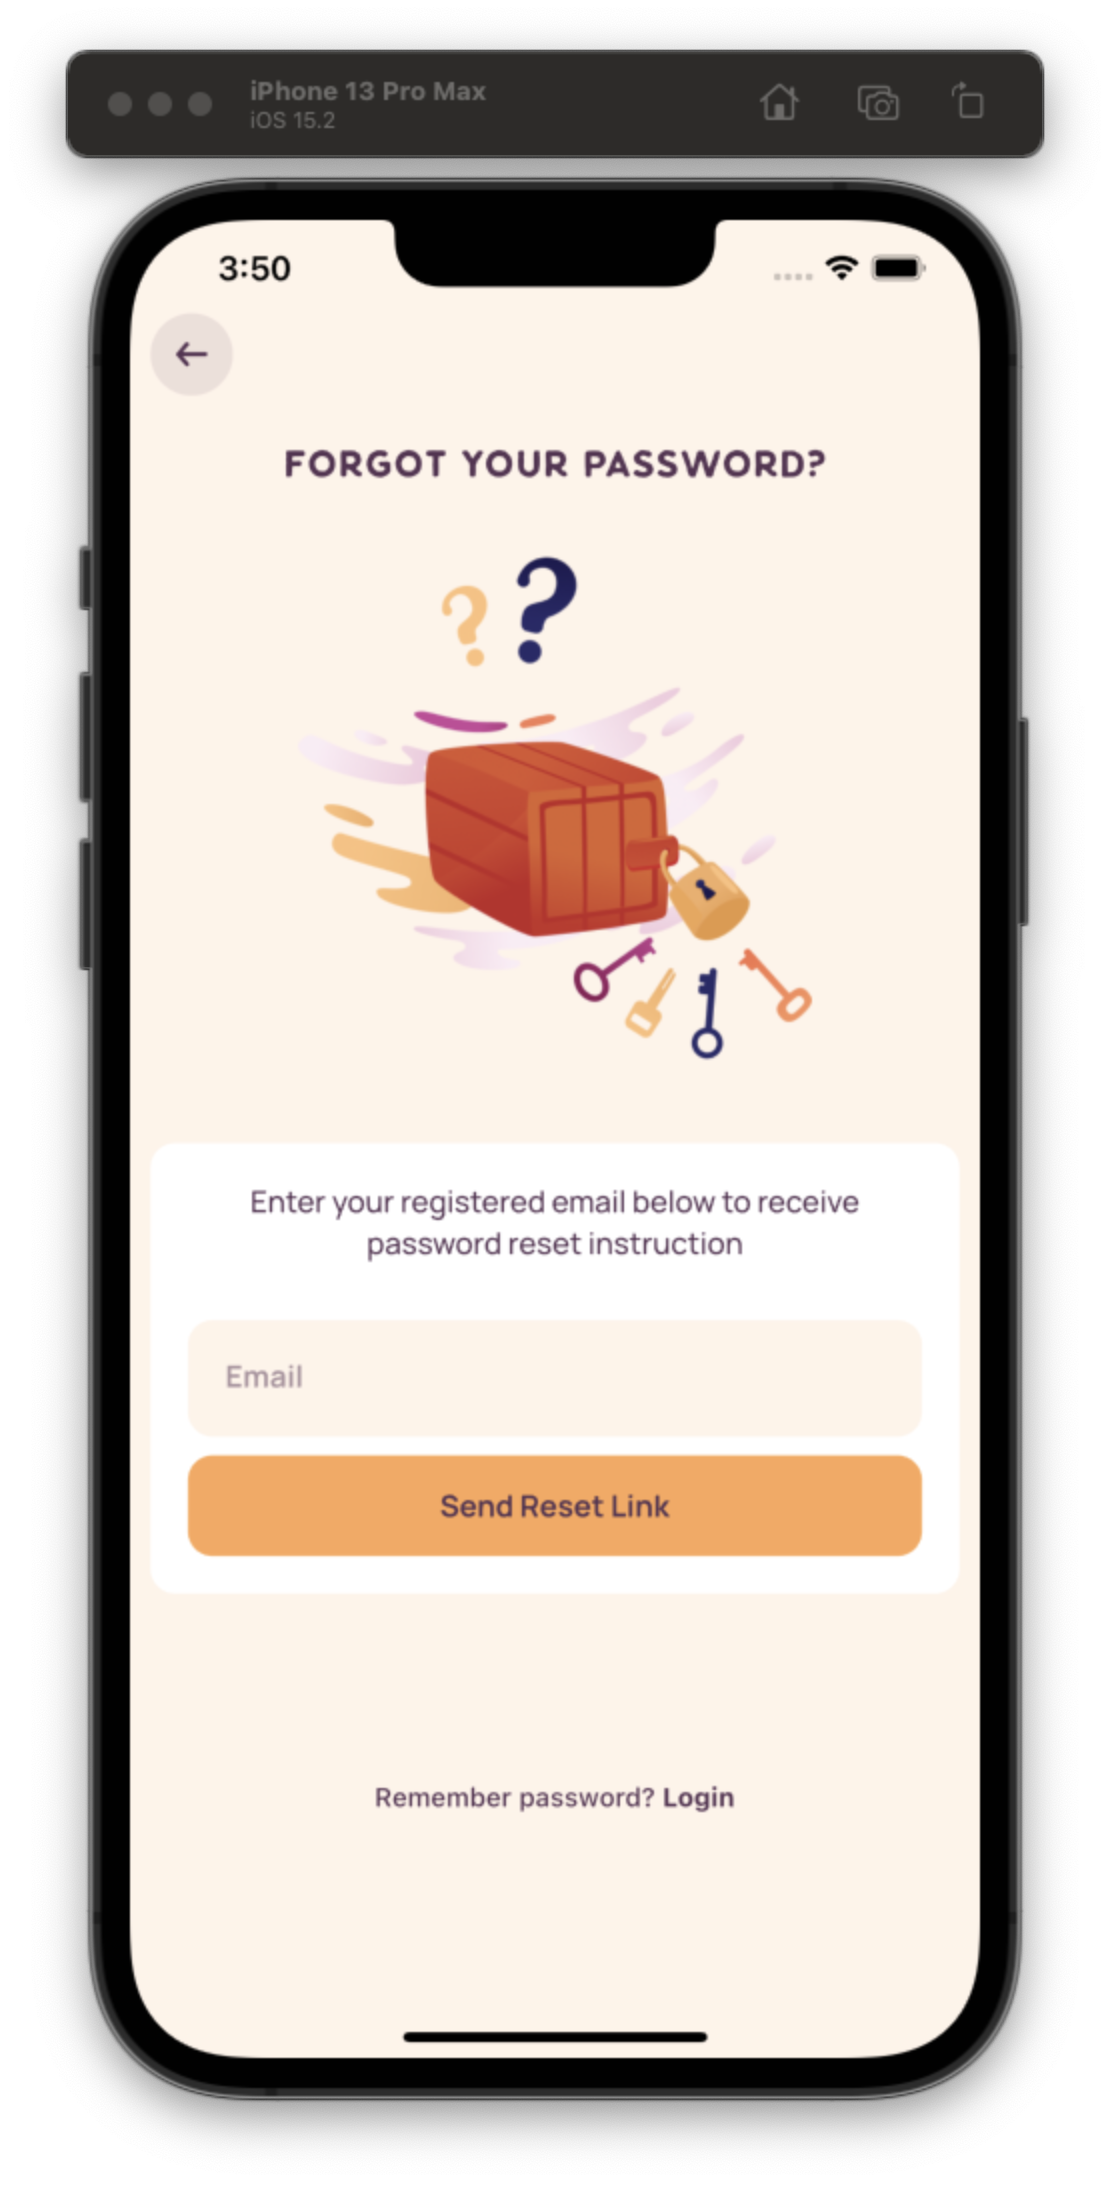 iPhone 13 Pro Max
iOS 15.2
3:50
FORGOT YOUR PASSWORD?
? ?
Enter your registered email below to receive
password reset instruction
Email
Send Reset Link
Remember password? Login